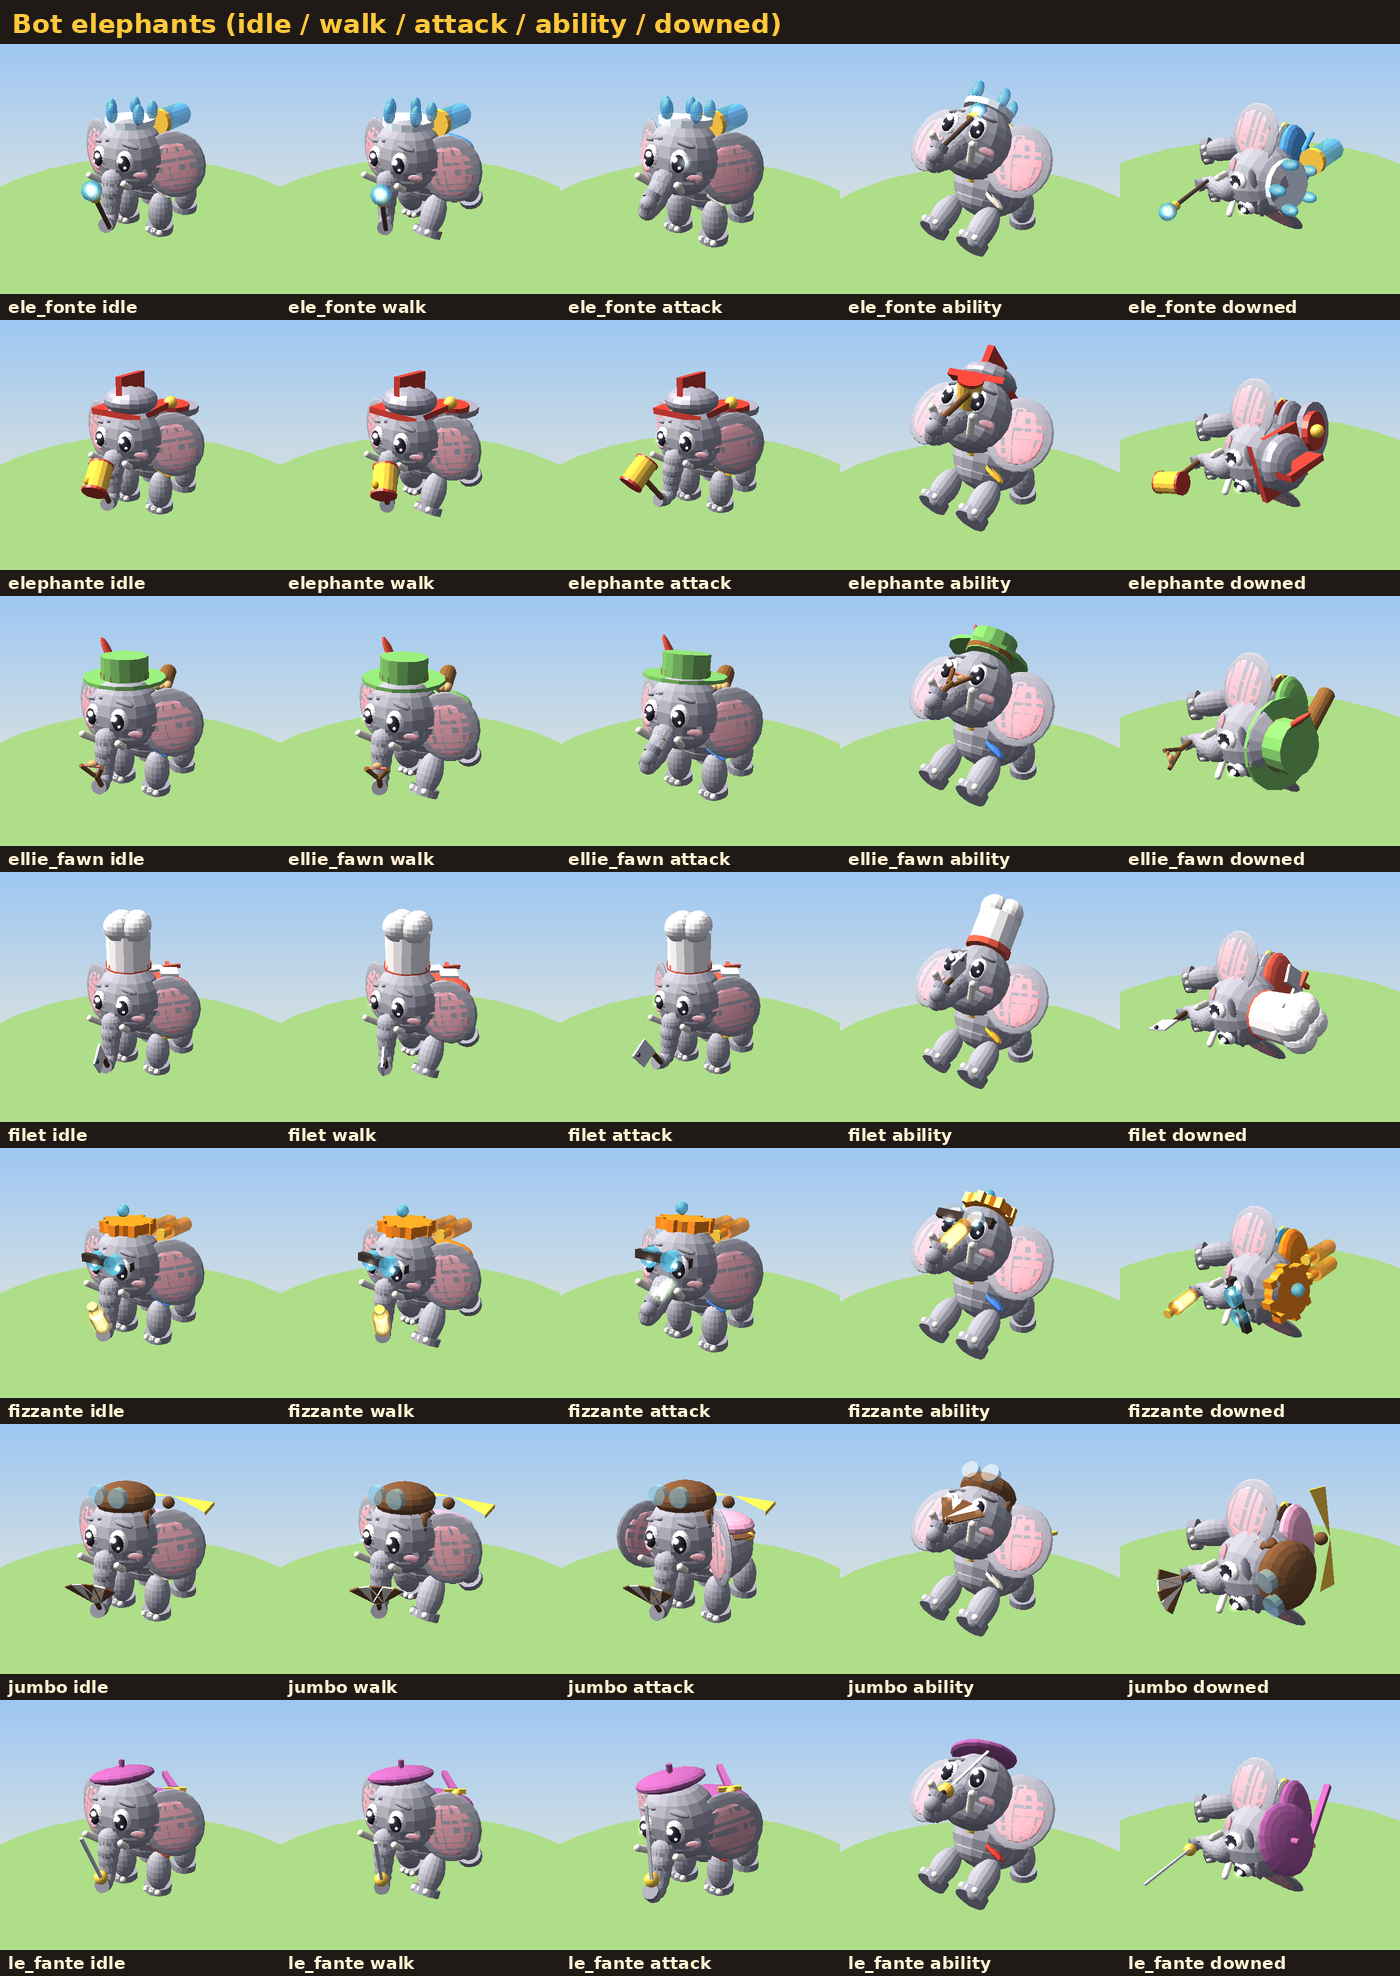 Bot elephants (idle / walk / attack / ability / downed)
ele_fonte idle
ele_fonte walk
ele_fonte attack
ele_fonte ability
ele_fonte downed
elephante idle
elephante walk
elephante attack
elephante ability
elephante downed
ellie_fawn idle
ellie_fawn walk
ellie_fawn attack
ellie_fawn ability
ellie_fawn downed
filet idle
filet walk
filet attack
filet ability
filet downed
fizzante idle
fizzante walk
fizzante attack
fizzante ability
fizzante downed
jumbo idle
jumbo walk
jumbo attack
jumbo ability
jumbo downed
le_fante idle
le_fante walk
le_fante attack
le_fante ability
le_fante downed